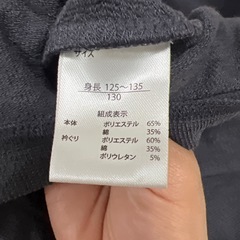 サイズ
身長 125～135
130
組成表示
本体 ポリエステル 65%
綿 35%
衿ぐり ポリエステル 60%
綿 35%
ポリウレタン 5%